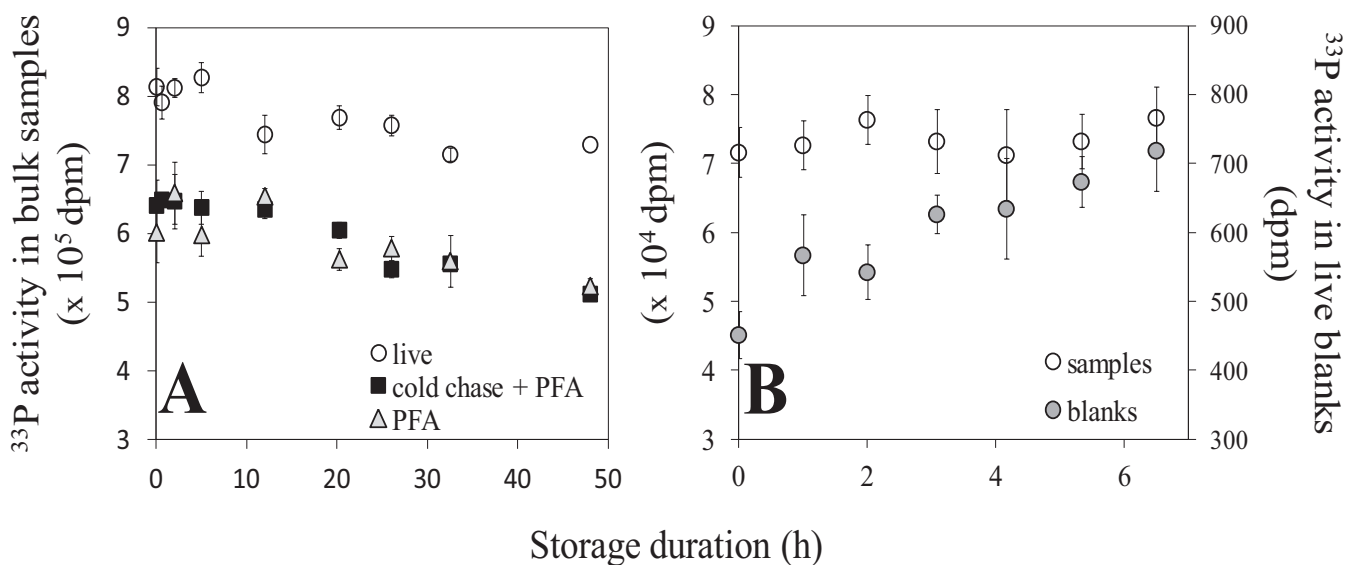 ³³P activity in bulk samples
(x 10⁵ dpm)
9
8
7
6
5
4
3
A
live
cold chase + PFA
PFA
0
10
20
30
40
50
(x 10⁴ dpm)
9
8
7
6
5
4
3
B
samples
blanks
0
2
4
6
900
800
700
600
500
400
300
³³P activity in live blanks
(dpm)
Storage duration (h)